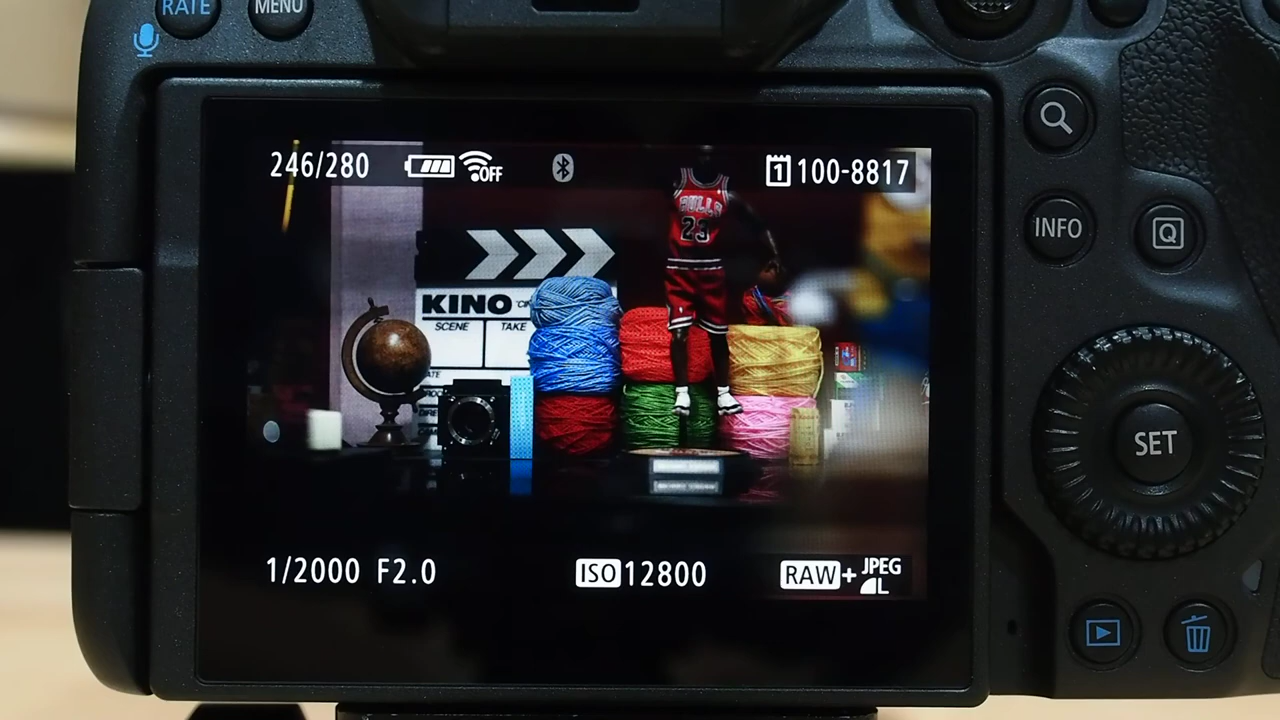 RATE
MENU
246/280
OFF
1
100-8817
INFO
Q
BULLS
23
KINO
SCENE TAKE
SET
1/2000 F2.0
ISO 12800
RAW+JPEG
L